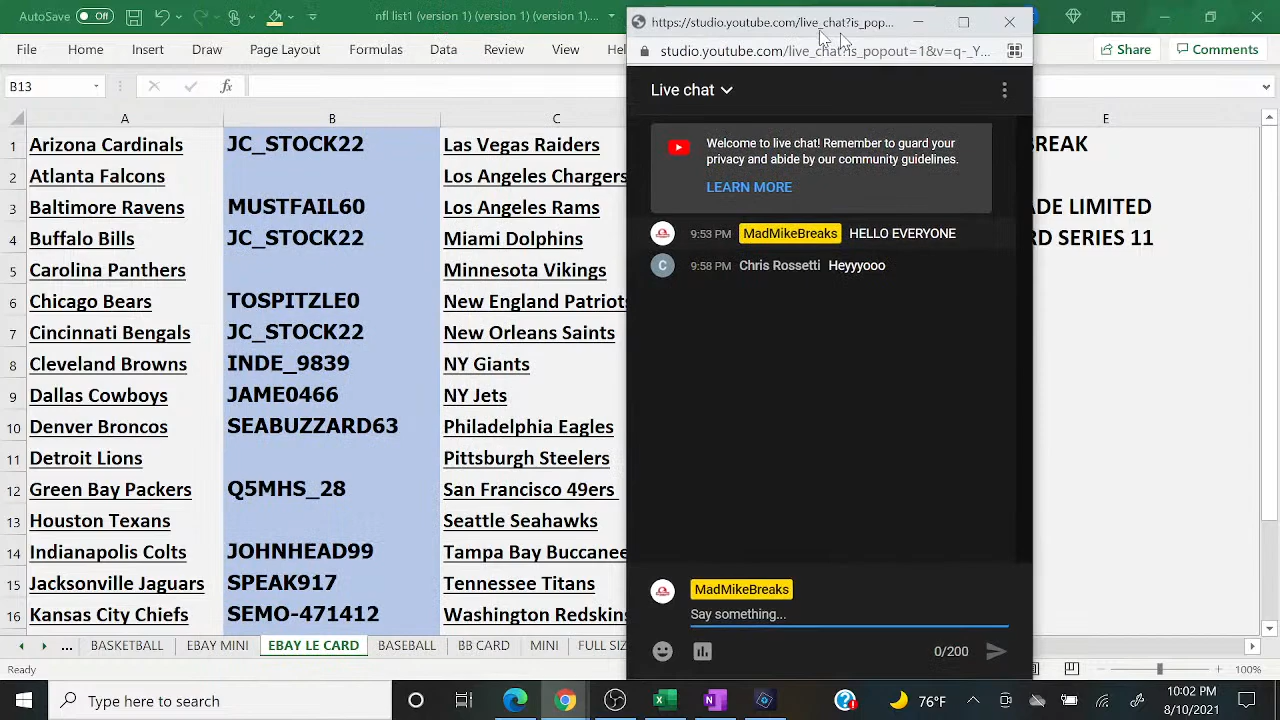 AutoSave Off nfl list1 (version 1) (version 1)...
https://studio.youtube.com/live_chat?is_pop...
studio.youtube.com/live_chat?is_popout=1&v=q-_Y...
File Home Insert Draw Page Layout Formulas Data Review View Help
Share Comments
B13
fx
Live chat
A B C E
Welcome to live chat! Remember to guard your
privacy and abide by our community guidelines.
LEARN MORE
9:53 PM MadMikeBreaks HELLO EVERYONE
9:58 PM Chris Rossetti Heyyyooo
1 Arizona Cardinals JC_STOCK22 Las Vegas Raiders BREAK
2 Atlanta Falcons Los Angeles Chargers
3 Baltimore Ravens MUSTFAIL60 Los Angeles Rams ADE LIMITED
4 Buffalo Bills JC_STOCK22 Miami Dolphins RD SERIES 11
5 Carolina Panthers Minnesota Vikings
6 Chicago Bears TOSPITZLE0 New England Patriots
7 Cincinnati Bengals JC_STOCK22 New Orleans Saints
8 Cleveland Browns INDE_9839 NY Giants
9 Dallas Cowboys JAME0466 NY Jets
10 Denver Broncos SEABUZZARD63 Philadelphia Eagles
11 Detroit Lions Pittsburgh Steelers
12 Green Bay Packers Q5MHS_28 San Francisco 49ers
13 Houston Texans Seattle Seahawks
14 Indianapolis Colts JOHNHEAD99 Tampa Bay Buccanee
15 Jacksonville Jaguars SPEAK917 Tennessee Titans
16 Kansas City Chiefs SEMO-471412 Washington Redskins
MadMikeBreaks
Say something...
0/200
... BASKETBALL EBAY MINI EBAY LE CARD BASEBALL BB CARD MINI FULL SIZ
Ready
100%
Type here to search
76°F
10:02 PM
8/10/2021